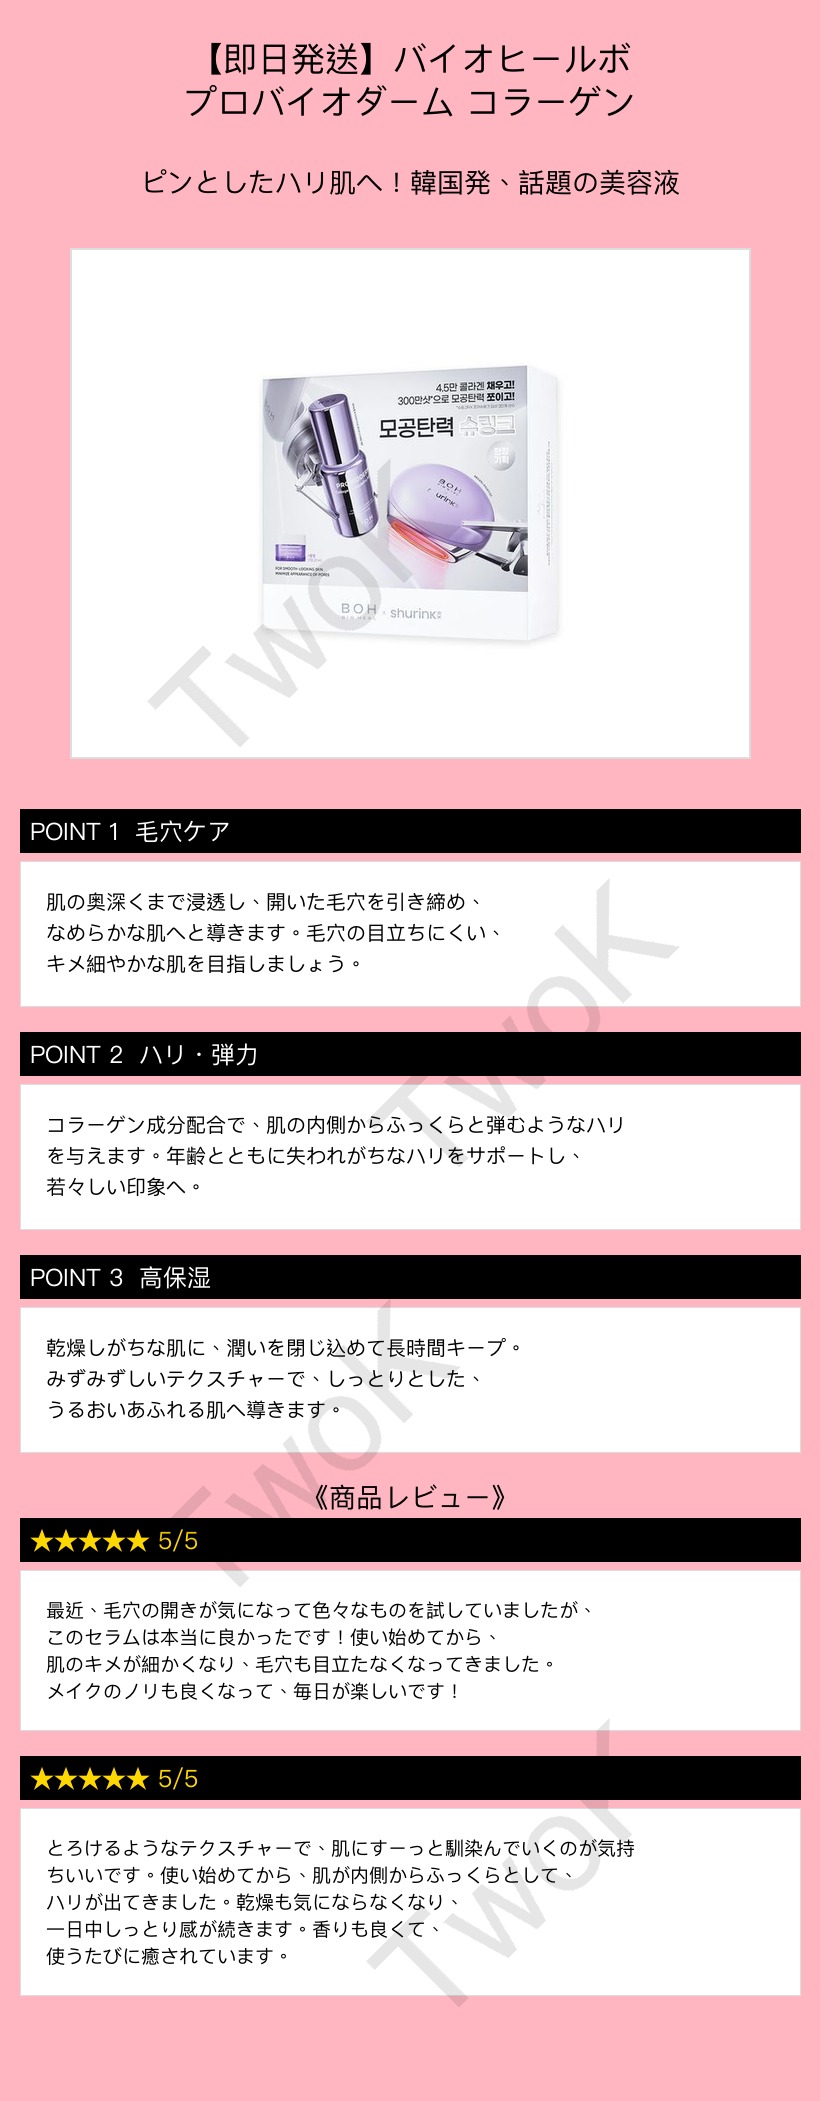 【即日発送】バイオヒールボ
プロバイオダーム コラーゲン
ピンとしたハリ肌へ！韓国発、話題の美容液
4.5만 콜라겐 채우고!
300만샷*으로 모공탄력 쪼이고!
모공탄력 슈링크
FOR SMOOTH-LOOKING SKIN
MINIMIZE APPEARANCE OF PORES
BOH × shurink
TwoK
POINT 1 毛穴ケア
肌の奥深くまで浸透し、開いた毛穴を引き締め、
なめらかな肌へと導きます。毛穴の目立ちにくい、
キメ細やかな肌を目指しましょう。
TwoK
POINT 2 ハリ・弾力
コラーゲン成分配合で、肌の内側からふっくらと弾むようなハリ
を与えます。年齢とともに失われがちなハリをサポートし、
若々しい印象へ。
POINT 3 高保湿
乾燥しがちな肌に、潤いを閉じ込めて長時間キープ。
みずみずしいテクスチャーで、しっとりとした、
うるおいあふれる肌へ導きます。
TwoK
《商品レビュー》
★★★★★ 5/5
最近、毛穴の開きが気になって色々なものを試していましたが、
このセラムは本当に良かったです！使い始めてから、
肌のキメが細かくなり、毛穴も目立たなくなってきました。
メイクのノリも良くなって、毎日が楽しいです！
★★★★★ 5/5
とろけるようなテクスチャーで、肌にすーっと馴染んでいくのが気持
ちいいです。使い始めてから、肌が内側からふっくらとして、
ハリが出てきました。乾燥も気にならなくなり、
一日中しっとり感が続きます。香りも良くて、
使うたびに癒されています。
TwoK